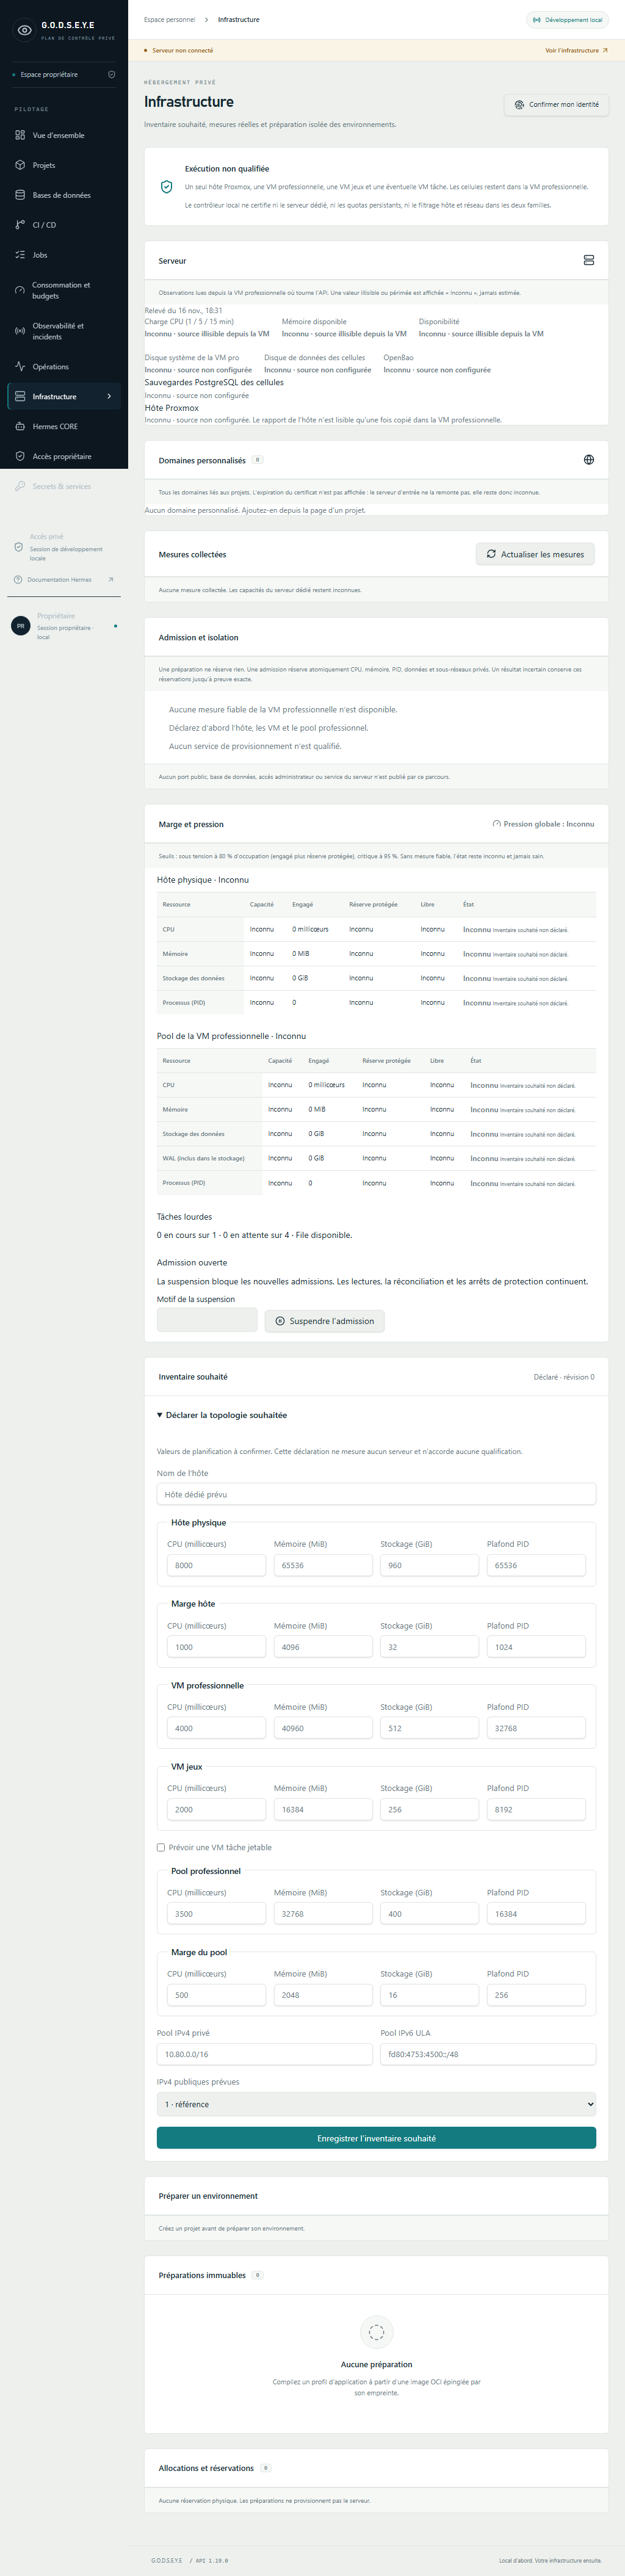 G.O.D.S.E.Y.E
PLAN DE CONTRÔLE PRIVÉ
Espace propriétaire
PILOTAGE
Vue d'ensemble
Projets
Bases de données
CI / CD
Jobs
Consommation et
budgets
Observabilité et
incidents
Opérations
Infrastructure
Hermes CORE
Accès propriétaire
Secrets & services
Accès privé
Session de développement
locale
Documentation Hermes
PR
Propriétaire
Session propriétaire ·
local
Espace personnel
Infrastructure
Développement local
Serveur non connecté
Voir l'infrastructure
HÉBERGEMENT PRIVÉ
Infrastructure
Inventaire souhaité, mesures réelles et préparation isolée des environnements.
Confirmer mon identité
Exécution non qualifiée
Un seul hôte Proxmox, une VM professionnelle, une VM jeux et une éventuelle VM tâche. Les cellules restent dans la VM professionnelle.
Le contrôleur local ne certifie ni le serveur dédié, ni les quotas persistants, ni le filtrage hôte et réseau dans les deux familles.
Serveur
Observations lues depuis la VM professionnelle où tourne l'API. Une valeur illisible ou périmée est affichée « Inconnu », jamais estimée.
Relevé du 16 nov., 18:31
Charge CPU (1 / 5 / 15 min) Mémoire disponible Disponibilité
Inconnu · source illisible depuis la VM Inconnu · source illisible depuis la VM Inconnu · source illisible depuis la VM
Disque système de la VM pro Disque de données des cellules OpenBao
Inconnu · source non configurée Inconnu · source non configurée Inconnu · source non configurée
Sauvegardes PostgreSQL des cellules
Inconnu · source non configurée
Hôte Proxmox
Inconnu · source non configurée. Le rapport de l'hôte n'est lisible qu'une fois copié dans la VM professionnelle.
Domaines personnalisés 0
Tous les domaines liés aux projets. L'expiration du certificat n'est pas affichée : le serveur d'entrée ne la remonte pas, elle reste donc inconnue.
Aucun domaine personnalisé. Ajoutez-en depuis la page d'un projet.
Mesures collectées
Actualiser les mesures
Aucune mesure collectée. Les capacités du serveur dédié restent inconnues.
Admission et isolation
Une préparation ne réserve rien. Une admission réserve atomiquement CPU, mémoire, PID, données et sous-réseaux privés. Un résultat incertain conserve ces
réservations jusqu'à preuve exacte.
Aucune mesure fiable de la VM professionnelle n'est disponible.
Déclarez d'abord l'hôte, les VM et le pool professionnel.
Aucun service de provisionnement n'est qualifié.
Aucun port public, base de données, accès administrateur ou service du serveur n'est publié par ce parcours.
Marge et pression
Pression globale : Inconnu
Seuils : sous tension à 80 % d'occupation (engagé plus réserve protégée), critique à 95 %. Sans mesure fiable, l'état reste inconnu et jamais sain.
Hôte physique · Inconnu
Ressource Capacité Engagé Réserve protégée Libre État
CPU Inconnu 0 millicœurs Inconnu Inconnu Inconnu Inventaire souhaité non déclaré.
Mémoire Inconnu 0 MiB Inconnu Inconnu Inconnu Inventaire souhaité non déclaré.
Stockage des données Inconnu 0 GiB Inconnu Inconnu Inconnu Inventaire souhaité non déclaré.
Processus (PID) Inconnu 0 Inconnu Inconnu Inconnu Inventaire souhaité non déclaré.
Pool de la VM professionnelle · Inconnu
Ressource Capacité Engagé Réserve protégée Libre État
CPU Inconnu 0 millicœurs Inconnu Inconnu Inconnu Inventaire souhaité non déclaré.
Mémoire Inconnu 0 MiB Inconnu Inconnu Inconnu Inventaire souhaité non déclaré.
Stockage des données Inconnu 0 GiB Inconnu Inconnu Inconnu Inventaire souhaité non déclaré.
WAL (inclus dans le stockage) Inconnu 0 GiB Inconnu Inconnu Inconnu Inventaire souhaité non déclaré.
Processus (PID) Inconnu 0 Inconnu Inconnu Inconnu Inventaire souhaité non déclaré.
Tâches lourdes
0 en cours sur 1 · 0 en attente sur 4 · File disponible.
Admission ouverte
La suspension bloque les nouvelles admissions. Les lectures, la réconciliation et les arrêts de protection continuent.
Motif de la suspension
Suspendre l'admission
Inventaire souhaité
Déclaré · révision 0
▼ Déclarer la topologie souhaitée
Valeurs de planification à confirmer. Cette déclaration ne mesure aucun serveur et n'accorde aucune qualification.
Nom de l'hôte
Hôte dédié prévu
Hôte physique
CPU (millicœurs) Mémoire (MiB) Stockage (GiB) Plafond PID
8000 65536 960 65536
Marge hôte
CPU (millicœurs) Mémoire (MiB) Stockage (GiB) Plafond PID
1000 4096 32 1024
VM professionnelle
CPU (millicœurs) Mémoire (MiB) Stockage (GiB) Plafond PID
4000 40960 512 32768
VM jeux
CPU (millicœurs) Mémoire (MiB) Stockage (GiB) Plafond PID
2000 16384 256 8192
Prévoir une VM tâche jetable
Pool professionnel
CPU (millicœurs) Mémoire (MiB) Stockage (GiB) Plafond PID
3500 32768 400 16384
Marge du pool
CPU (millicœurs) Mémoire (MiB) Stockage (GiB) Plafond PID
500 2048 16 256
Pool IPv4 privé Pool IPv6 ULA
10.80.0.0/16 fd80:4753:4500::/48
IPv4 publiques prévues
1 · référence
Enregistrer l'inventaire souhaité
Préparer un environnement
Créez un projet avant de préparer son environnement.
Préparations immuables 0
Aucune préparation
Compilez un profil d'application à partir d'une image OCI épinglée par
son empreinte.
Allocations et réservations 0
Aucune réservation physique. Les préparations ne provisionnent pas le serveur.
G.O.D.S.E.Y.E / API 1.19.0
Local d'abord. Votre infrastructure ensuite.